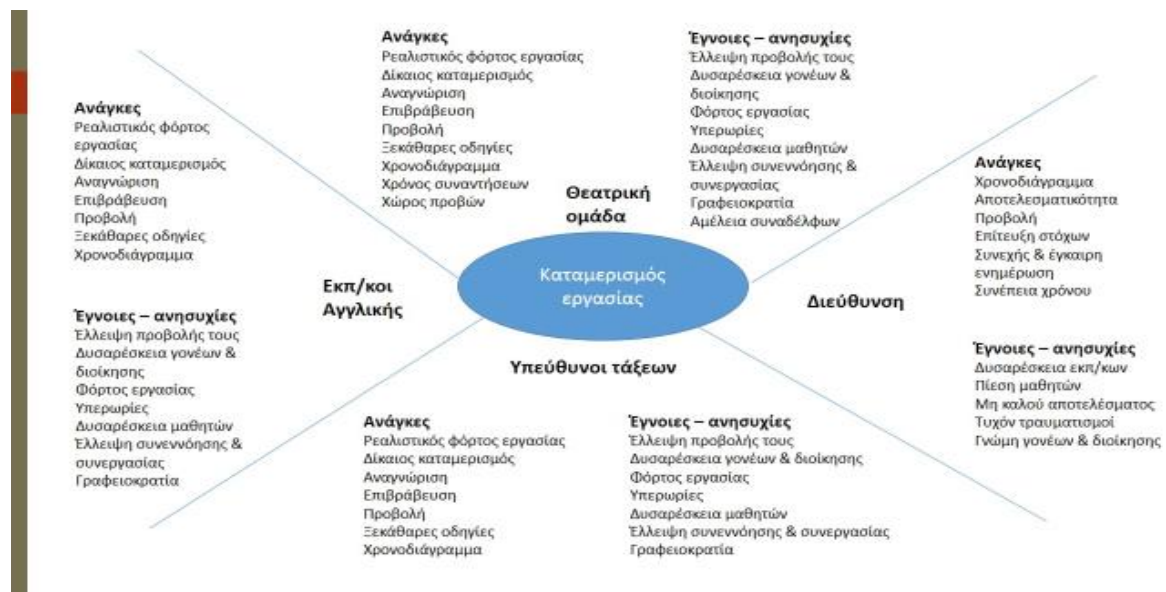 Ανάγκες
Ρεαλιστικός φόρτος
εργασίας
Δίκαιος καταμερισμός
Αναγνώριση
Επιβράβευση
Προβολή
Ξεκάθαρες οδηγίες
Χρονοδιάγραμμα
Έγνοιες – ανησυχίες
Έλλειψη προβολής τους
Δυσαρέσκεια γονέων &
διοίκησης
Φόρτος εργασίας
Υπερωρίες
Δυσαρέσκεια μαθητών
Έλλειψη συνεννόησης &
συνεργασίας
Γραφειοκρατία
Εκπ/κοι
Αγγλικής
Ανάγκες
Ρεαλιστικός φόρτος εργασίας
Δίκαιος καταμερισμός
Αναγνώριση
Επιβράβευση
Προβολή
Ξεκάθαρες οδηγίες
Χρονοδιάγραμμα
Χρόνος συναντήσεων
Χώρος προβών
Θεατρική
ομάδα
Έγνοιες – ανησυχίες
Έλλειψη προβολής τους
Δυσαρέσκεια γονέων &
διοίκησης
Φόρτος εργασίας
Υπερωρίες
Δυσαρέσκεια μαθητών
Έλλειψη συνεννόησης &
συνεργασίας
Γραφειοκρατία
Αμέλεια συναδέλφων
Καταμερισμός
εργασίας
Διεύθυνση
Ανάγκες
Χρονοδιάγραμμα
Αποτελεσματικότητα
Προβολή
Επίτευξη στόχων
Συνεχής & έγκαιρη
ενημέρωση
Συνέπεια χρόνου
Έγνοιες – ανησυχίες
Δυσαρέσκεια εκπ/κων
Πίεση μαθητών
Μη καλού αποτελέσματος
Τυχόν τραυματισμοί
Γνώμη γονέων & διοίκησης
Υπεύθυνοι τάξεων
Ανάγκες
Ρεαλιστικός φόρτος εργασίας
Δίκαιος καταμερισμός
Αναγνώριση
Επιβράβευση
Προβολή
Ξεκάθαρες οδηγίες
Χρονοδιάγραμμα
Έγνοιες – ανησυχίες
Έλλειψη προβολής τους
Δυσαρέσκεια γονέων & διοίκησης
Φόρτος εργασίας
Υπερωρίες
Δυσαρέσκεια μαθητών
Έλλειψη συνεννόησης & συνεργασίας
Γραφειοκρατία